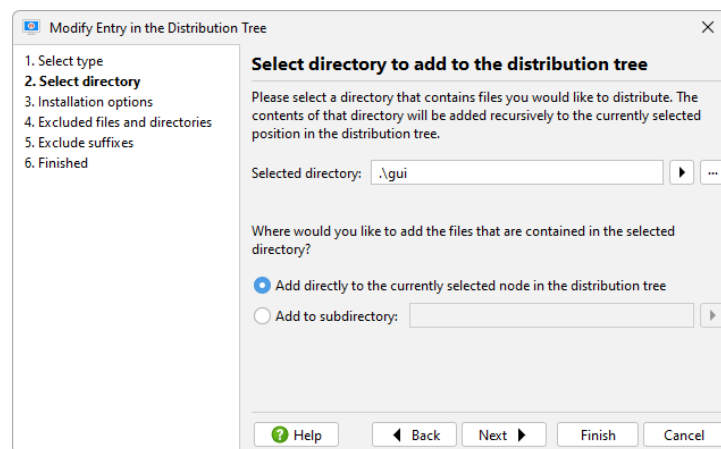 Modify Entry in the Distribution Tree
1. Select type
2. Select directory
3. Installation options
4. Excluded files and directories
5. Exclude suffixes
6. Finished
Select directory to add to the distribution tree
Please select a directory that contains files you would like to distribute. The
contents of that directory will be added recursively to the currently selected
position in the distribution tree.
Selected directory: .\gui ...
Where would you like to add the files that are contained in the selected
directory?
Add directly to the currently selected node in the distribution tree
Add to subdirectory:
? Help Back Next Finish Cancel